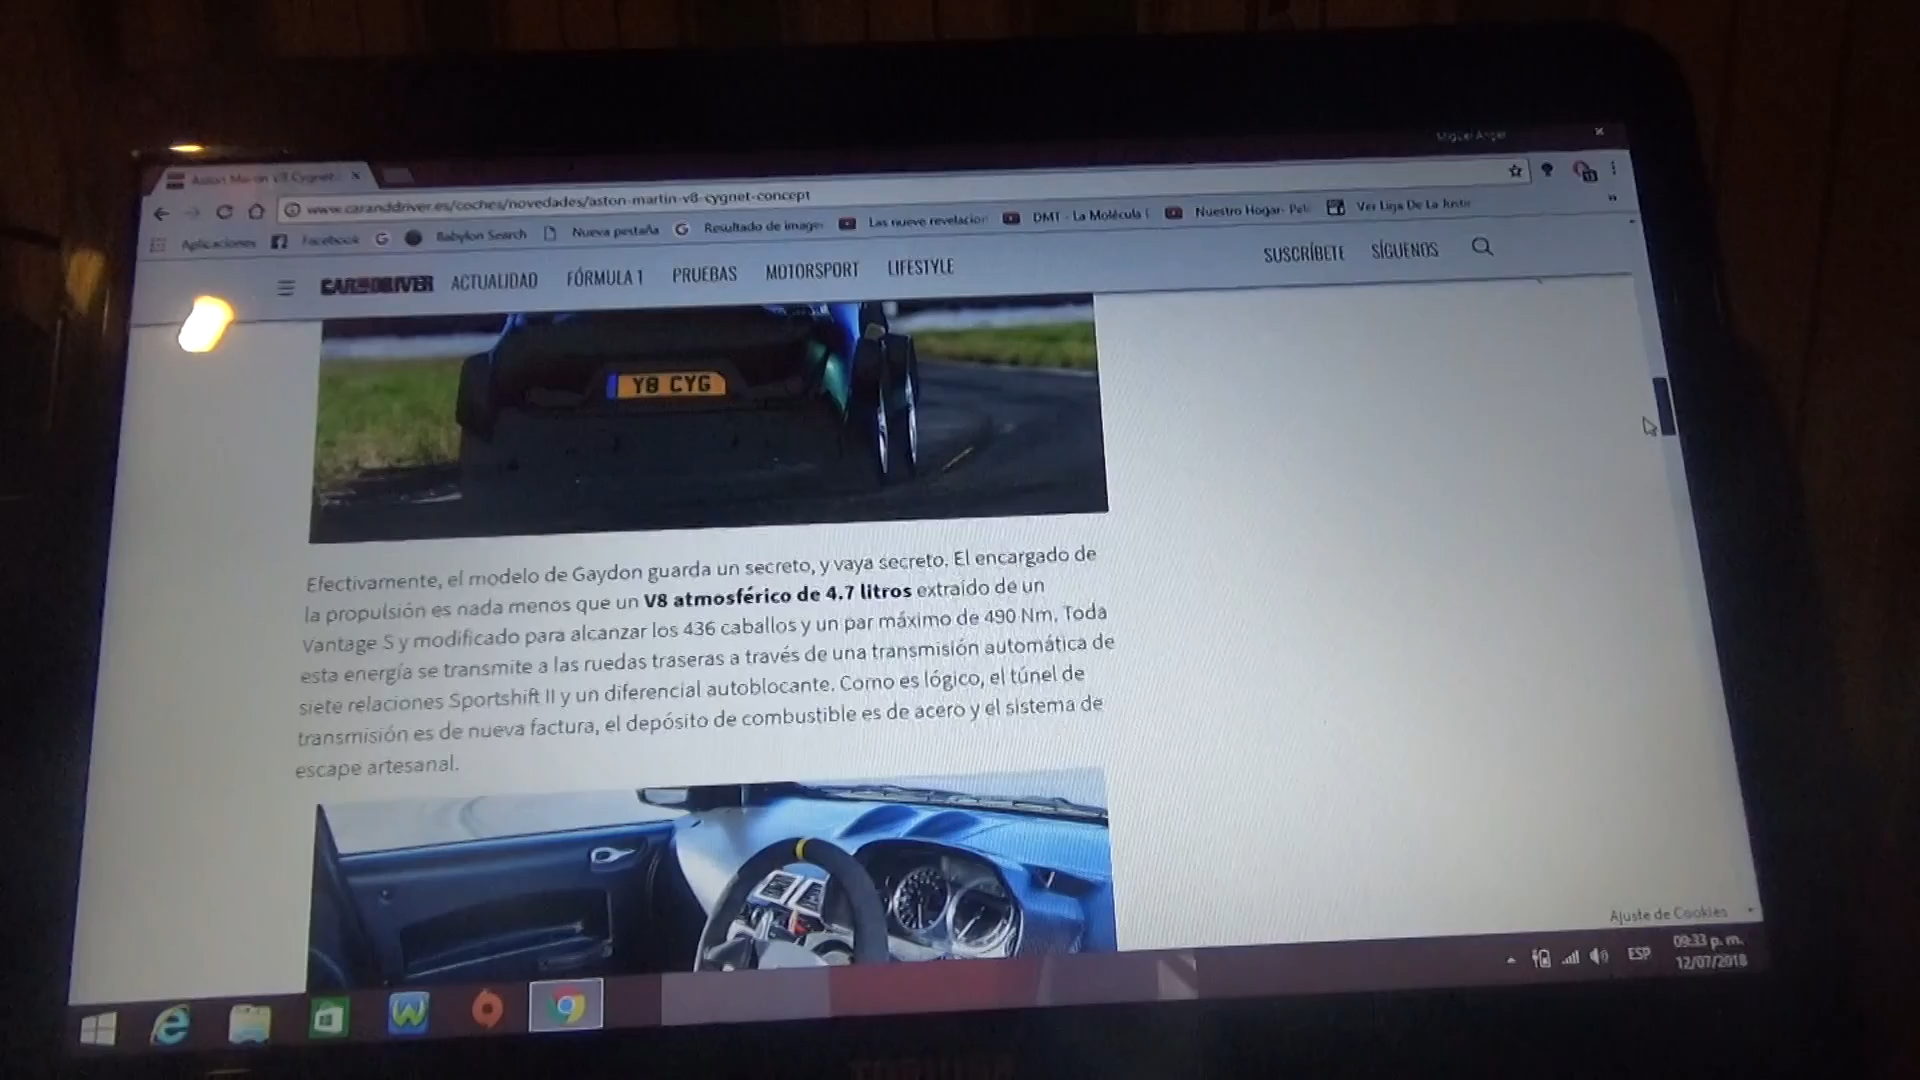 Miguel Angel
Aston Martin V8 Cygnet:
www.caranddriver.es/coches/novedades/aston-martin-v8-cygnet-concept
Aplicaciones Facebook Babylon Search Nueva pestaña Resultado de image: Las nueve revelacion DMT - La Molécula ( Nuestro Hogar- Pelí Ver Liga De La Justic
CAR AND DRIVER ACTUALIDAD FÓRMULA 1 PRUEBAS MOTORSPORT LIFESTYLE SUSCRÍBETE SÍGUENOS
V8 CYG
Efectivamente, el modelo de Gaydon guarda un secreto, y vaya secreto. El encargado de
la propulsión es nada menos que un V8 atmosférico de 4.7 litros extraído de un
Vantage S y modificado para alcanzar los 436 caballos y un par máximo de 490 Nm. Toda
esta energía se transmite a las ruedas traseras a través de una transmisión automática de
siete relaciones Sportshift II y un diferencial autoblocante. Como es lógico, el túnel de
transmisión es de nueva factura, el depósito de combustible es de acero y el sistema de
escape artesanal.
Ajuste de Cookies
ESP
09:33 p. m.
12/07/2018